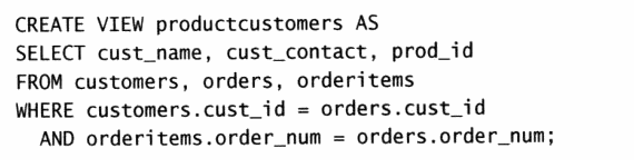 CREATE VIEW productcustomers AS
SELECT cust_name, cust_contact, prod_id
FROM customers, orders, orderitems
WHERE customers.cust_id = orders.cust_id
  AND orderitems.order_num = orders.order_num;